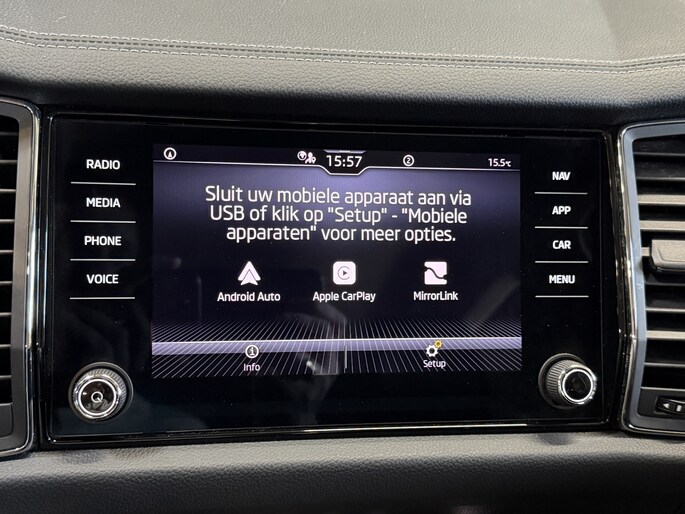 RADIO
MEDIA
PHONE
VOICE
15:57
2
15.5°C
Sluit uw mobiele apparaat aan via
USB of klik op "Setup" - "Mobiele
apparaten" voor meer opties.
Android Auto
Apple CarPlay
MirrorLink
Info
Setup
NAV
APP
CAR
MENU